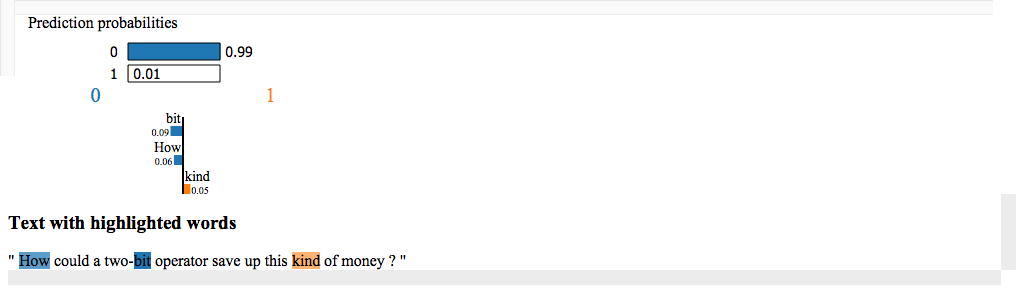 Prediction probabilities
0 0.99
1 0.01
0 1
bit
0.09
How
0.06
kind
0.05
Text with highlighted words
" How could a two-bit operator save up this kind of money ? "